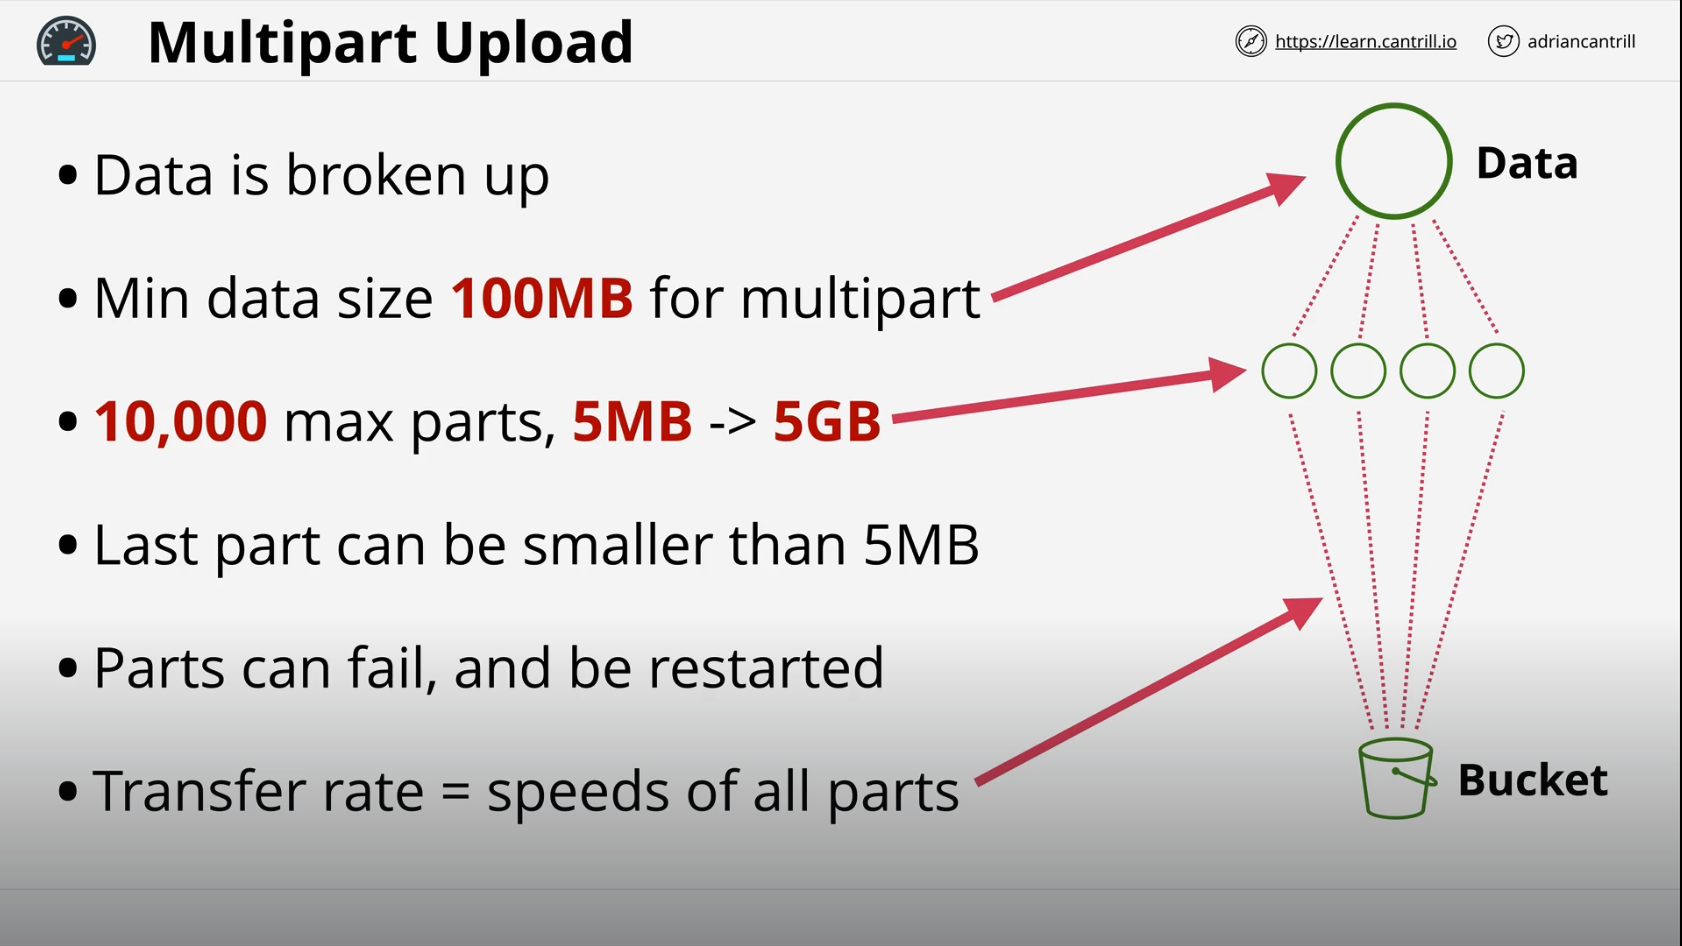 Multipart Upload
https://learn.cantrill.io
adriancantrill
• Data is broken up
• Min data size 100MB for multipart
• 10,000 max parts, 5MB -> 5GB
• Last part can be smaller than 5MB
• Parts can fail, and be restarted
• Transfer rate = speeds of all parts
Data
Bucket